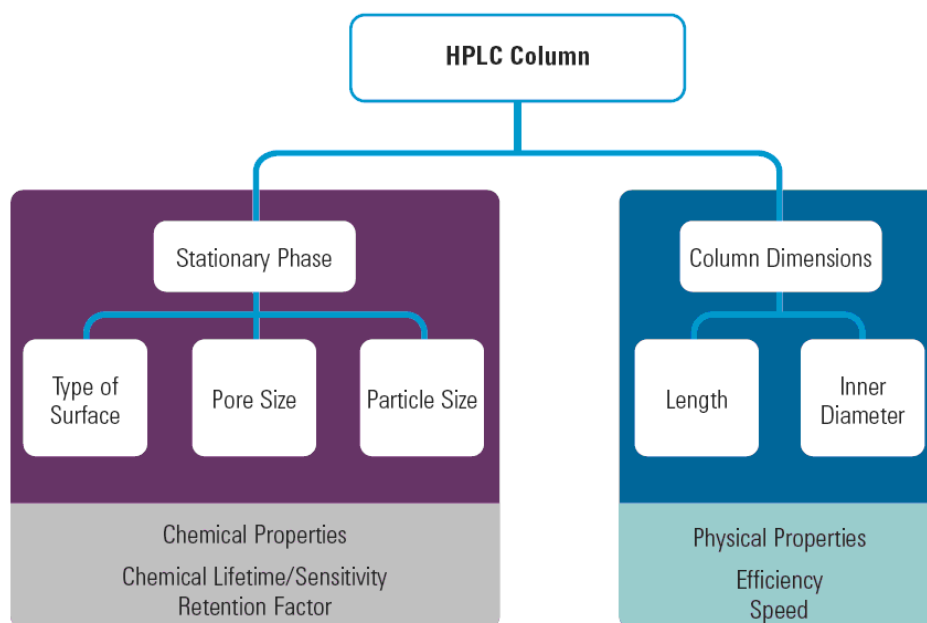 HPLC Column
Stationary Phase
Type of
Surface
Pore Size
Particle Size
Chemical Properties
Chemical Lifetime/Sensitivity
Retention Factor
Column Dimensions
Length
Inner
Diameter
Physical Properties
Efficiency
Speed